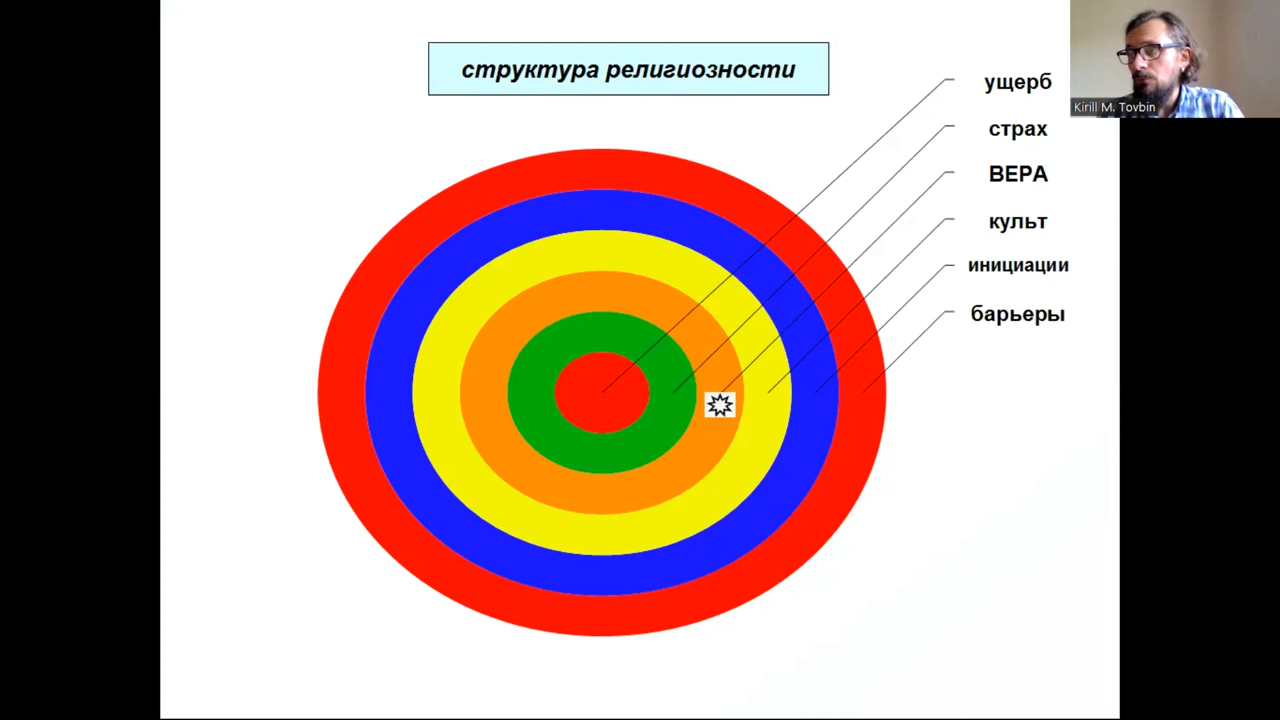 структура религиозности
ущерб
страх
ВЕРА
культ
инициации
барьеры
Kirill M. Tovbin